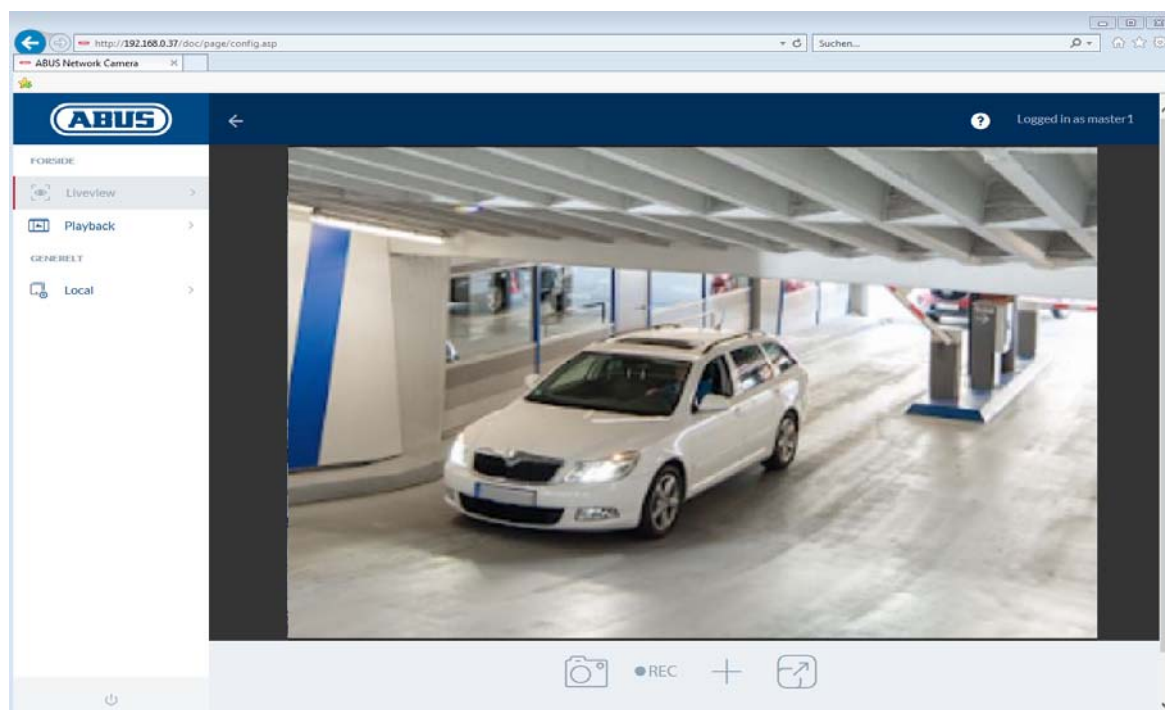 http://192.168.0.37/doc/page/config.asp
Suchen...
ABUS Network Camera
ABUS
Logged in as master1
FORSIDE
Liveview
Playback
GENERELT
Local
REC